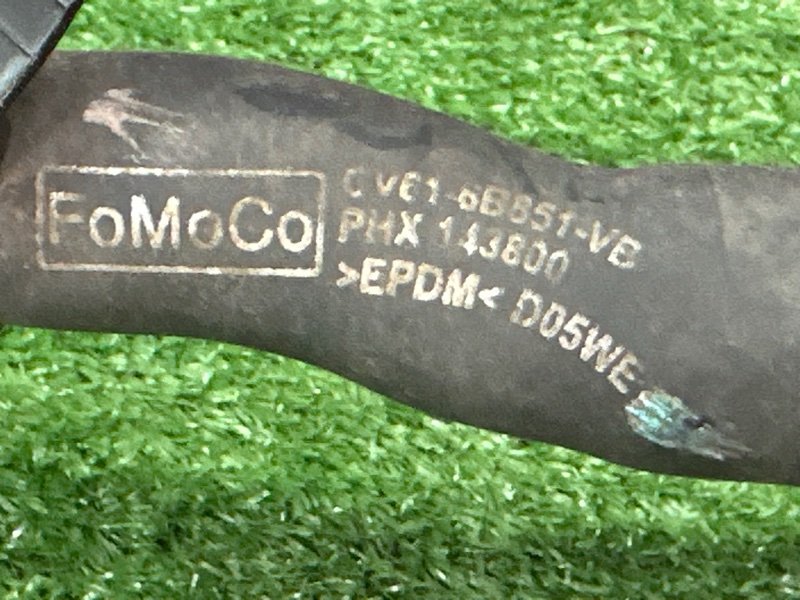 FoMoCo
CV61-6B851-VB
PHX 143800
>EPDM< D05WE